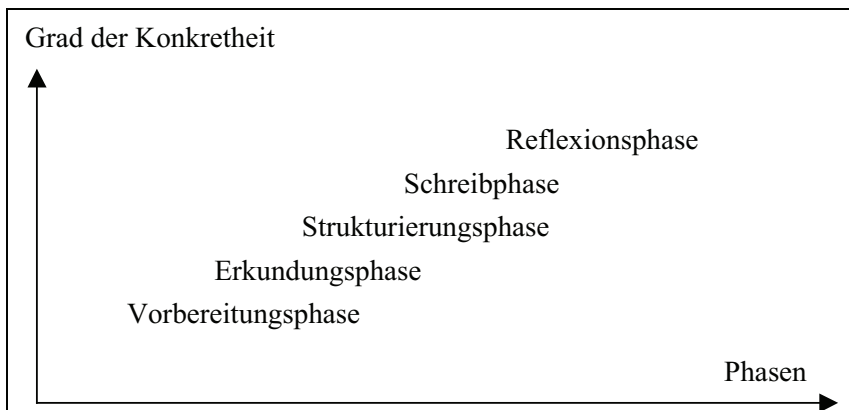 Grad der Konkretheit
Reflexionsphase
Schreibphase
Strukturierungsphase
Erkundungsphase
Vorbereitungsphase
Phasen